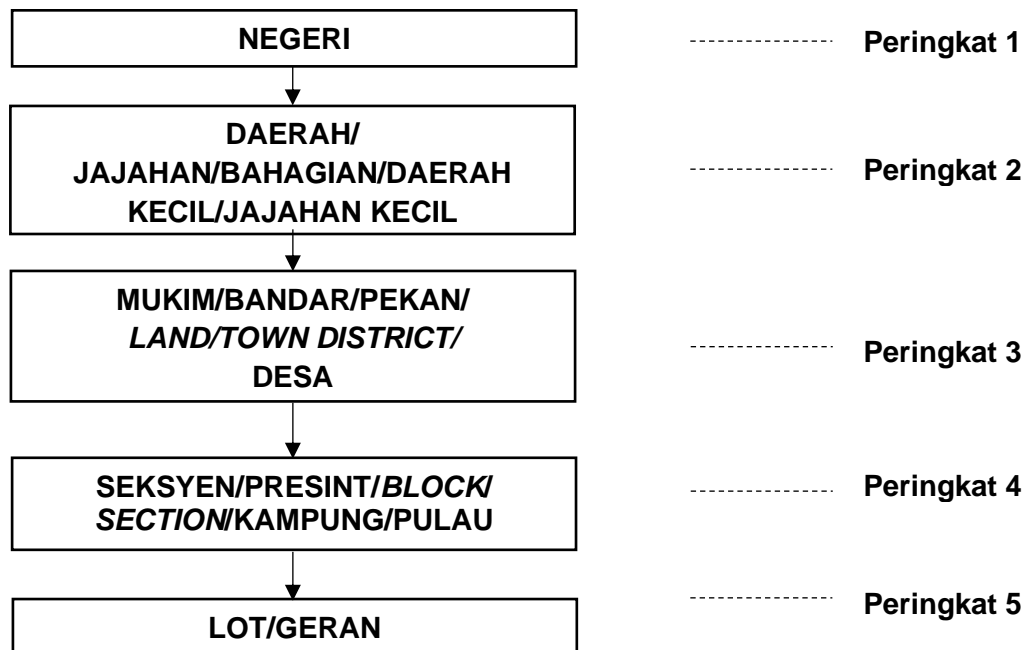 NEGERI
Peringkat 1
DAERAH/
JAJAHAN/BAHAGIAN/DAERAH
KECIL/JAJAHAN KECIL
Peringkat 2
MUKIM/BANDAR/PEKAN/
LAND/TOWN DISTRICT/
DESA
Peringkat 3
SEKSYEN/PRESINT/BLOCK/
SECTION/KAMPUNG/PULAU
Peringkat 4
LOT/GERAN
Peringkat 5